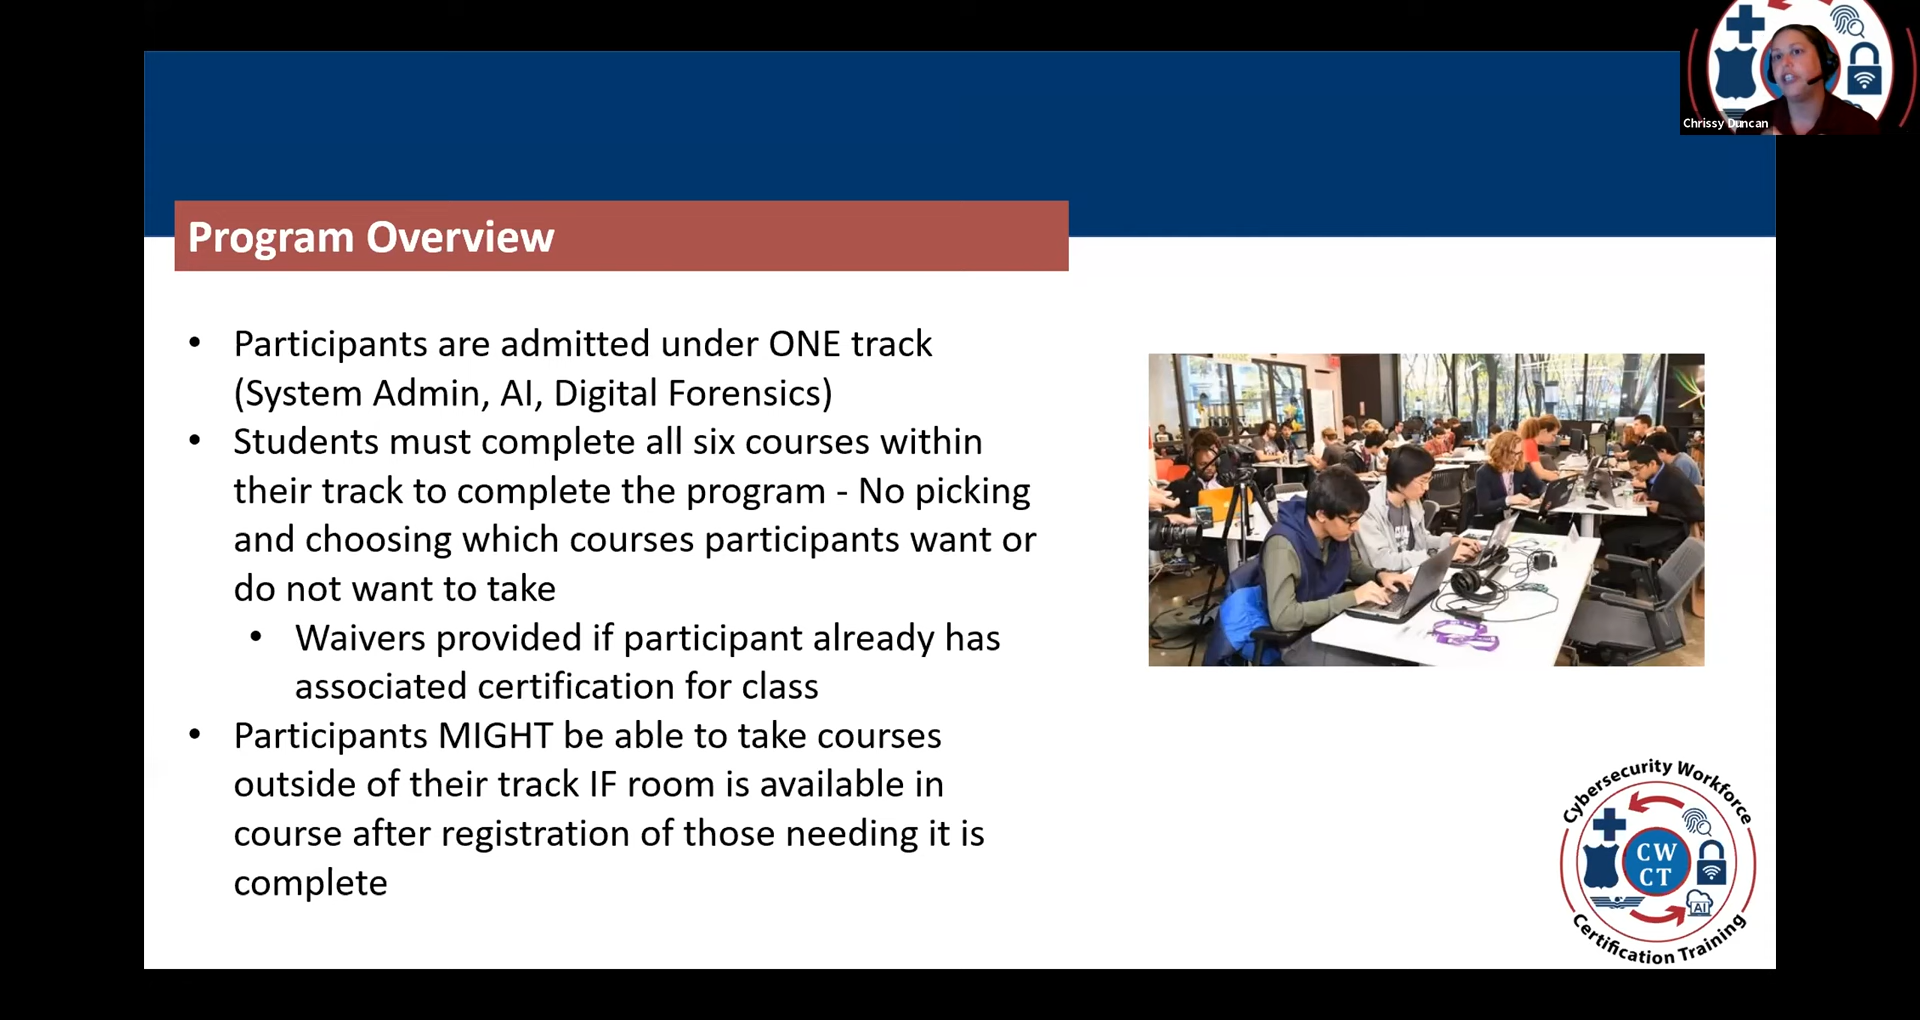 Chrissy Duncan
Program Overview
• Participants are admitted under ONE track
(System Admin, AI, Digital Forensics)
• Students must complete all six courses within
their track to complete the program - No picking
and choosing which courses participants want or
do not want to take
• Waivers provided if participant already has
associated certification for class
• Participants MIGHT be able to take courses
outside of their track IF room is available in
course after registration of those needing it is
complete
Cybersecurity Workforce
CW
CT
AI
Certification Training